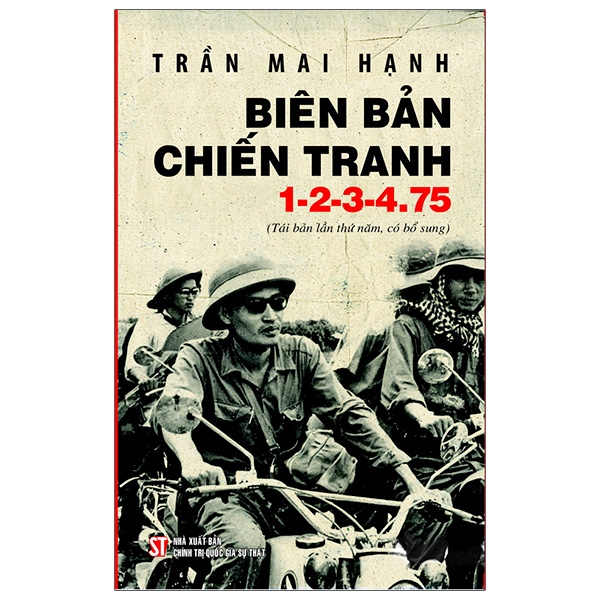 TRẦN MAI HẠNH
BIÊN BẢN
CHIẾN TRANH
1-2-3-4.75
(Tái bản lần thứ năm, có bổ sung)
ST
NHÀ XUẤT BẢN
CHÍNH TRỊ QUỐC GIA SỰ THẬT